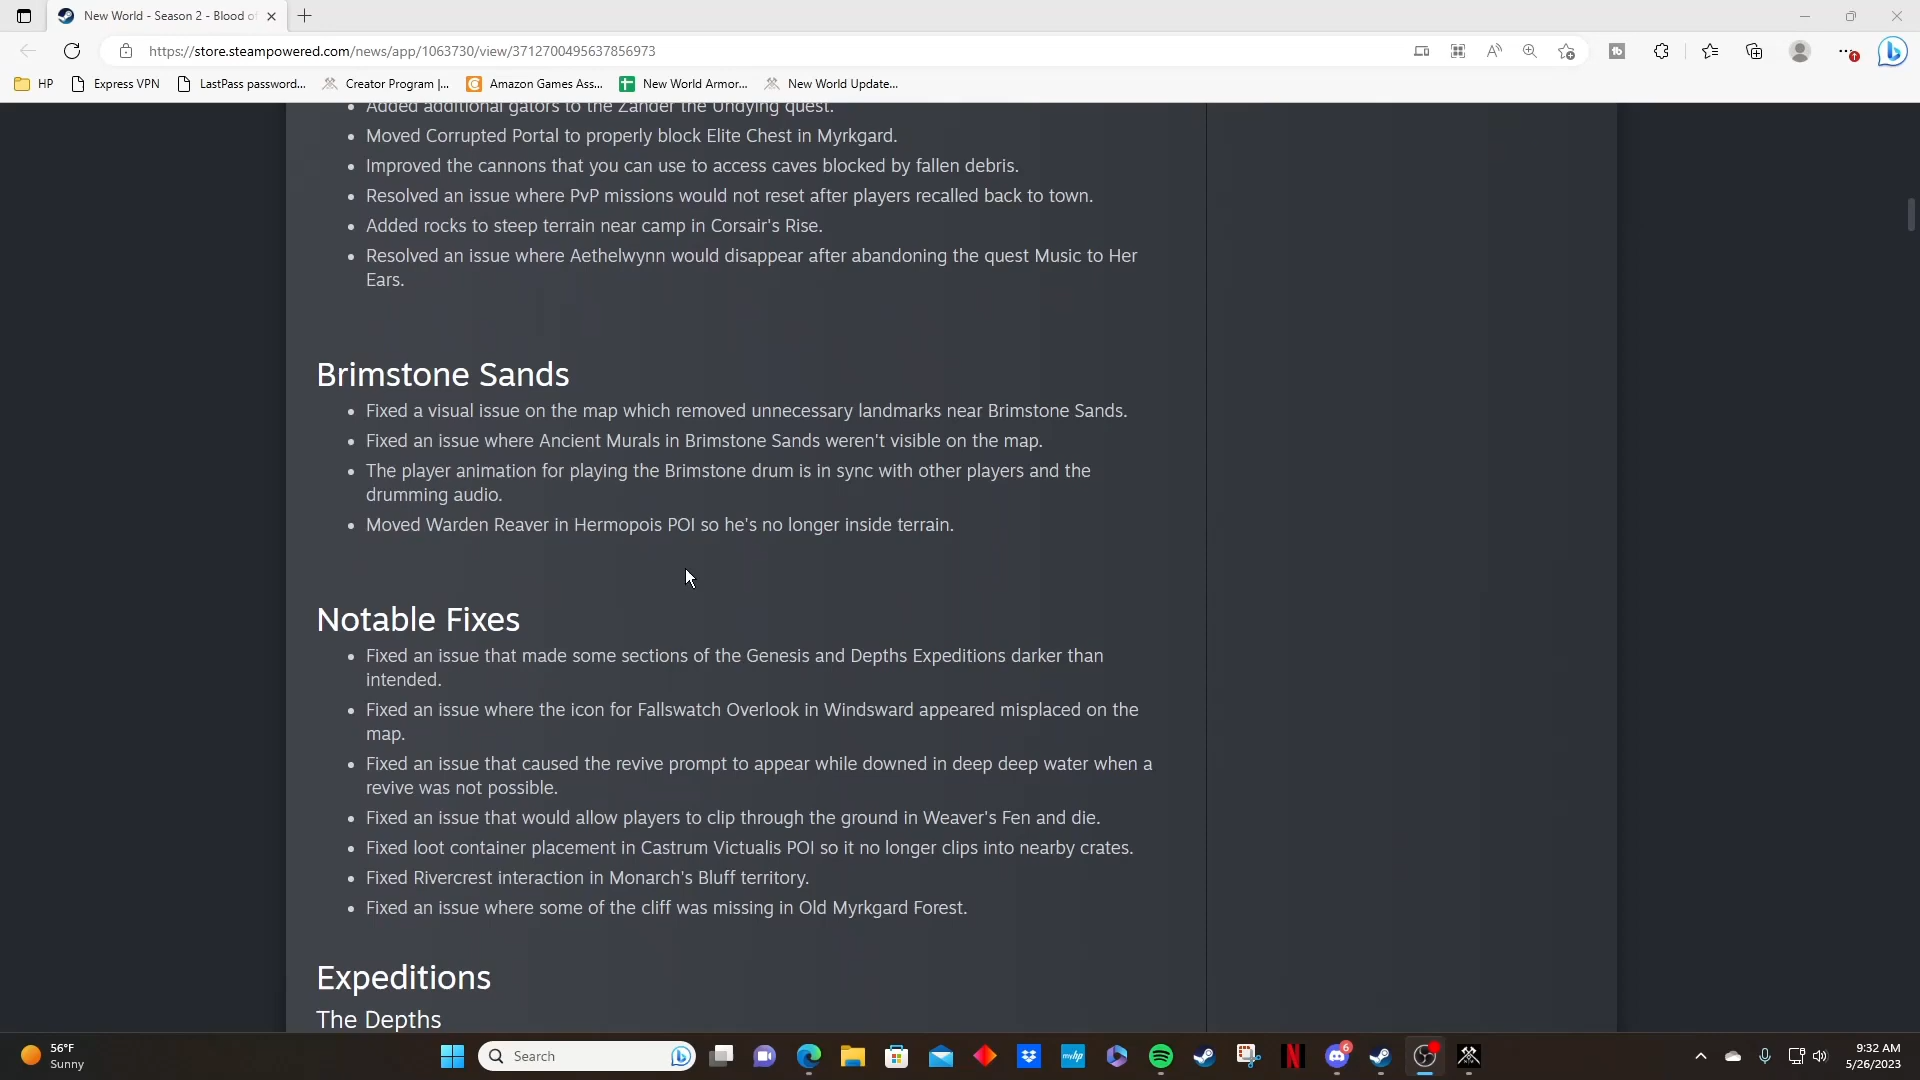 New World - Season 2 - Blood of
https://store.steampowered.com/news/app/1063730/view/3712700495637856973
HP
Express VPN
LastPass password...
Creator Program |...
Amazon Games Ass...
New World Armor...
New World Update...
Added additional gators to the Zander the Undying quest.
Moved Corrupted Portal to properly block Elite Chest in Myrkgard.
Improved the cannons that you can use to access caves blocked by fallen debris.
Resolved an issue where PvP missions would not reset after players recalled back to town.
Added rocks to steep terrain near camp in Corsair's Rise.
Resolved an issue where Aethelwynn would disappear after abandoning the quest Music to Her
Ears.
Brimstone Sands
Fixed a visual issue on the map which removed unnecessary landmarks near Brimstone Sands.
Fixed an issue where Ancient Murals in Brimstone Sands weren't visible on the map.
The player animation for playing the Brimstone drum is in sync with other players and the
drumming audio.
Moved Warden Reaver in Hermopois POI so he's no longer inside terrain.
Notable Fixes
Fixed an issue that made some sections of the Genesis and Depths Expeditions darker than
intended.
Fixed an issue where the icon for Fallswatch Overlook in Windsward appeared misplaced on the
map.
Fixed an issue that caused the revive prompt to appear while downed in deep deep water when a
revive was not possible.
Fixed an issue that would allow players to clip through the ground in Weaver's Fen and die.
Fixed loot container placement in Castrum Victualis POI so it no longer clips into nearby crates.
Fixed Rivercrest interaction in Monarch's Bluff territory.
Fixed an issue where some of the cliff was missing in Old Myrkgard Forest.
Expeditions
The Depths
56°F
Sunny
Search
myhp
6
9:32 AM
5/26/2023